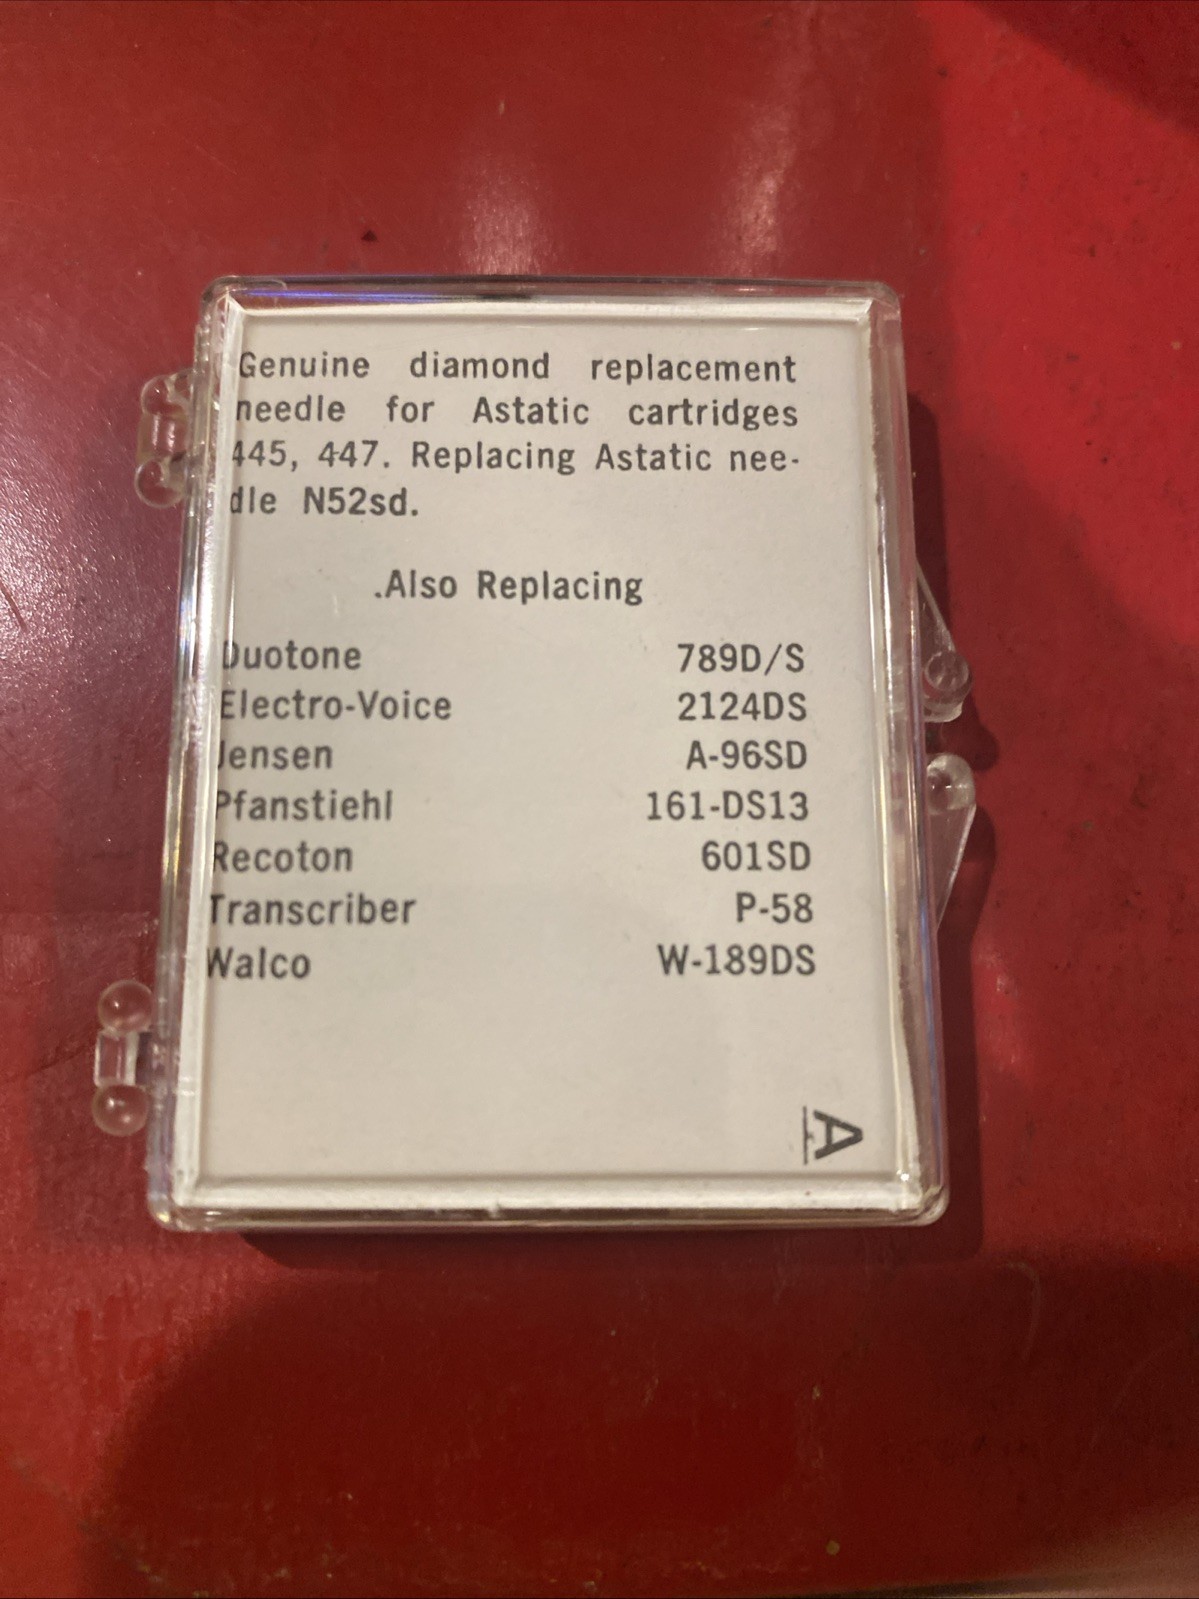 Genuine diamond replacement
needle for Astatic cartridges
445, 447. Replacing Astatic nee-
dle N52sd.
.Also Replacing
Duotone 789D/S
Electro-Voice 2124DS
Jensen A-96SD
Pfanstiehl 161-DS13
Recoton 601SD
Transcriber P-58
Walco W-189DS
A